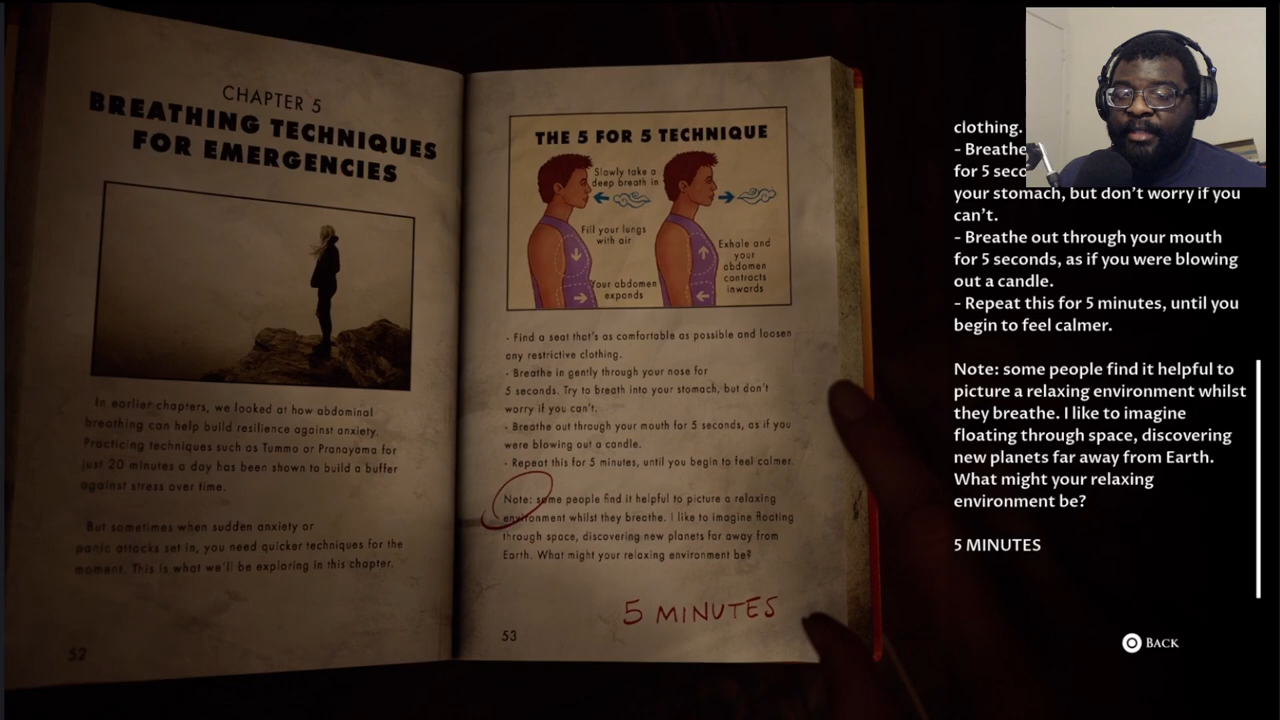 CHAPTER 5
BREATHING TECHNIQUES
FOR EMERGENCIES
In earlier chapters, we looked at how abdominal
breathing can help build resilience against anxiety.
Practicing techniques such as Tummo or Pranayama for
just 20 minutes a day has been shown to build a buffer
against stress over time.
But sometimes when sudden anxiety or
panic attacks set in, you need quicker techniques for the
moment. This is what we'll be exploring in this chapter.
52
THE 5 FOR 5 TECHNIQUE
Slowly take a
deep breath in
Fill your lungs
with air
Your abdomen
expands
Exhale and
your
abdomen
contracts
inwards
- Find a seat that's as comfortable as possible and loosen
any restrictive clothing.
- Breathe in gently through your nose for
5 seconds. Try to breath into your stomach, but don't
worry if you can't.
- Breathe out through your mouth for 5 seconds, as if you
were blowing out a candle.
- Repeat this for 5 minutes, until you begin to feel calmer.
Note: some people find it helpful to picture a relaxing
environment whilst they breathe. I like to imagine floating
through space, discovering new planets far away from
Earth. What might your relaxing environment be?
5 MINUTES
53
clothing.
- Breathe
for 5 seco
your stomach, but don't worry if you
can't.
- Breathe out through your mouth
for 5 seconds, as if you were blowing
out a candle.
- Repeat this for 5 minutes, until you
begin to feel calmer.
Note: some people find it helpful to
picture a relaxing environment whilst
they breathe. I like to imagine
floating through space, discovering
new planets far away from Earth.
What might your relaxing
environment be?
5 MINUTES
BACK